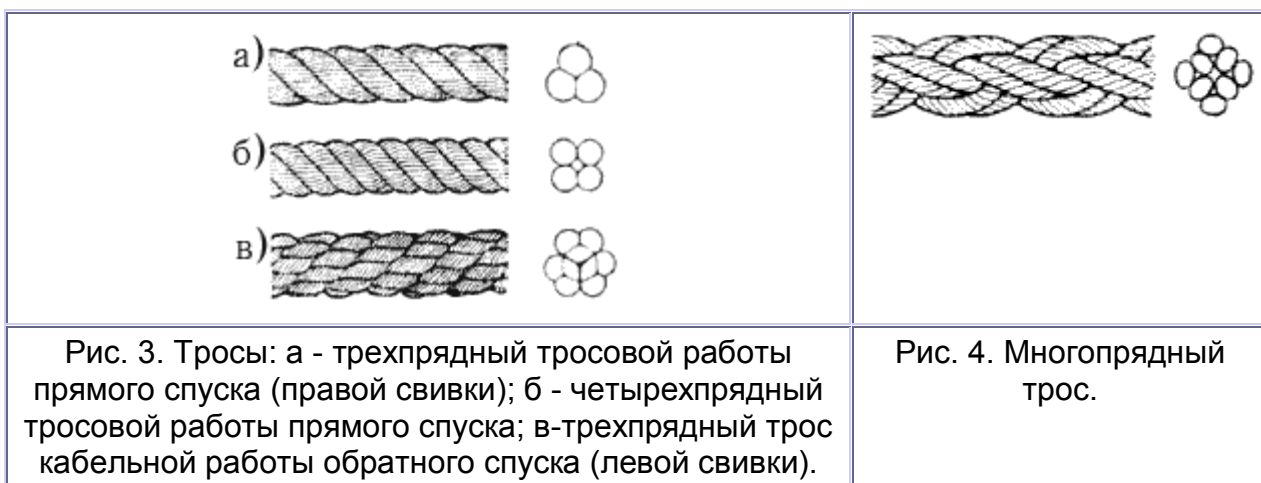 а)
б)
в)
Рис. 3. Тросы: а - трехпрядный тросовой работы
прямого спуска (правой свивки); б - четырехпрядный
тросовой работы прямого спуска; в-трехпрядный трос
кабельной работы обратного спуска (левой свивки).
Рис. 4. Многопрядный
трос.